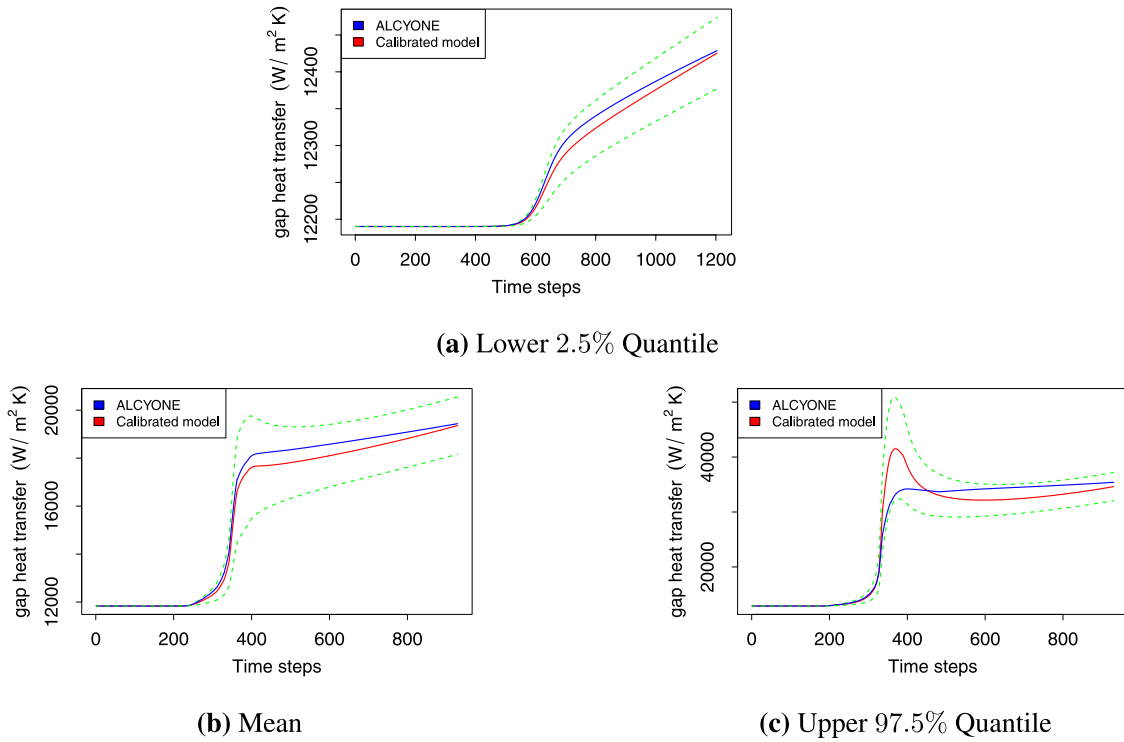 ALCYONE
Calibrated model
gap heat transfer (W/ m² K)
12200 12300 12400
0 200 400 600 800 1000 1200
Time steps
(a) Lower 2.5% Quantile
ALCYONE
Calibrated model
gap heat transfer (W/ m² K)
12000 16000 20000
0 200 400 600 800
Time steps
(b) Mean
ALCYONE
Calibrated model
gap heat transfer (W/ m² K)
20000 40000
0 200 400 600 800
Time steps
(c) Upper 97.5% Quantile